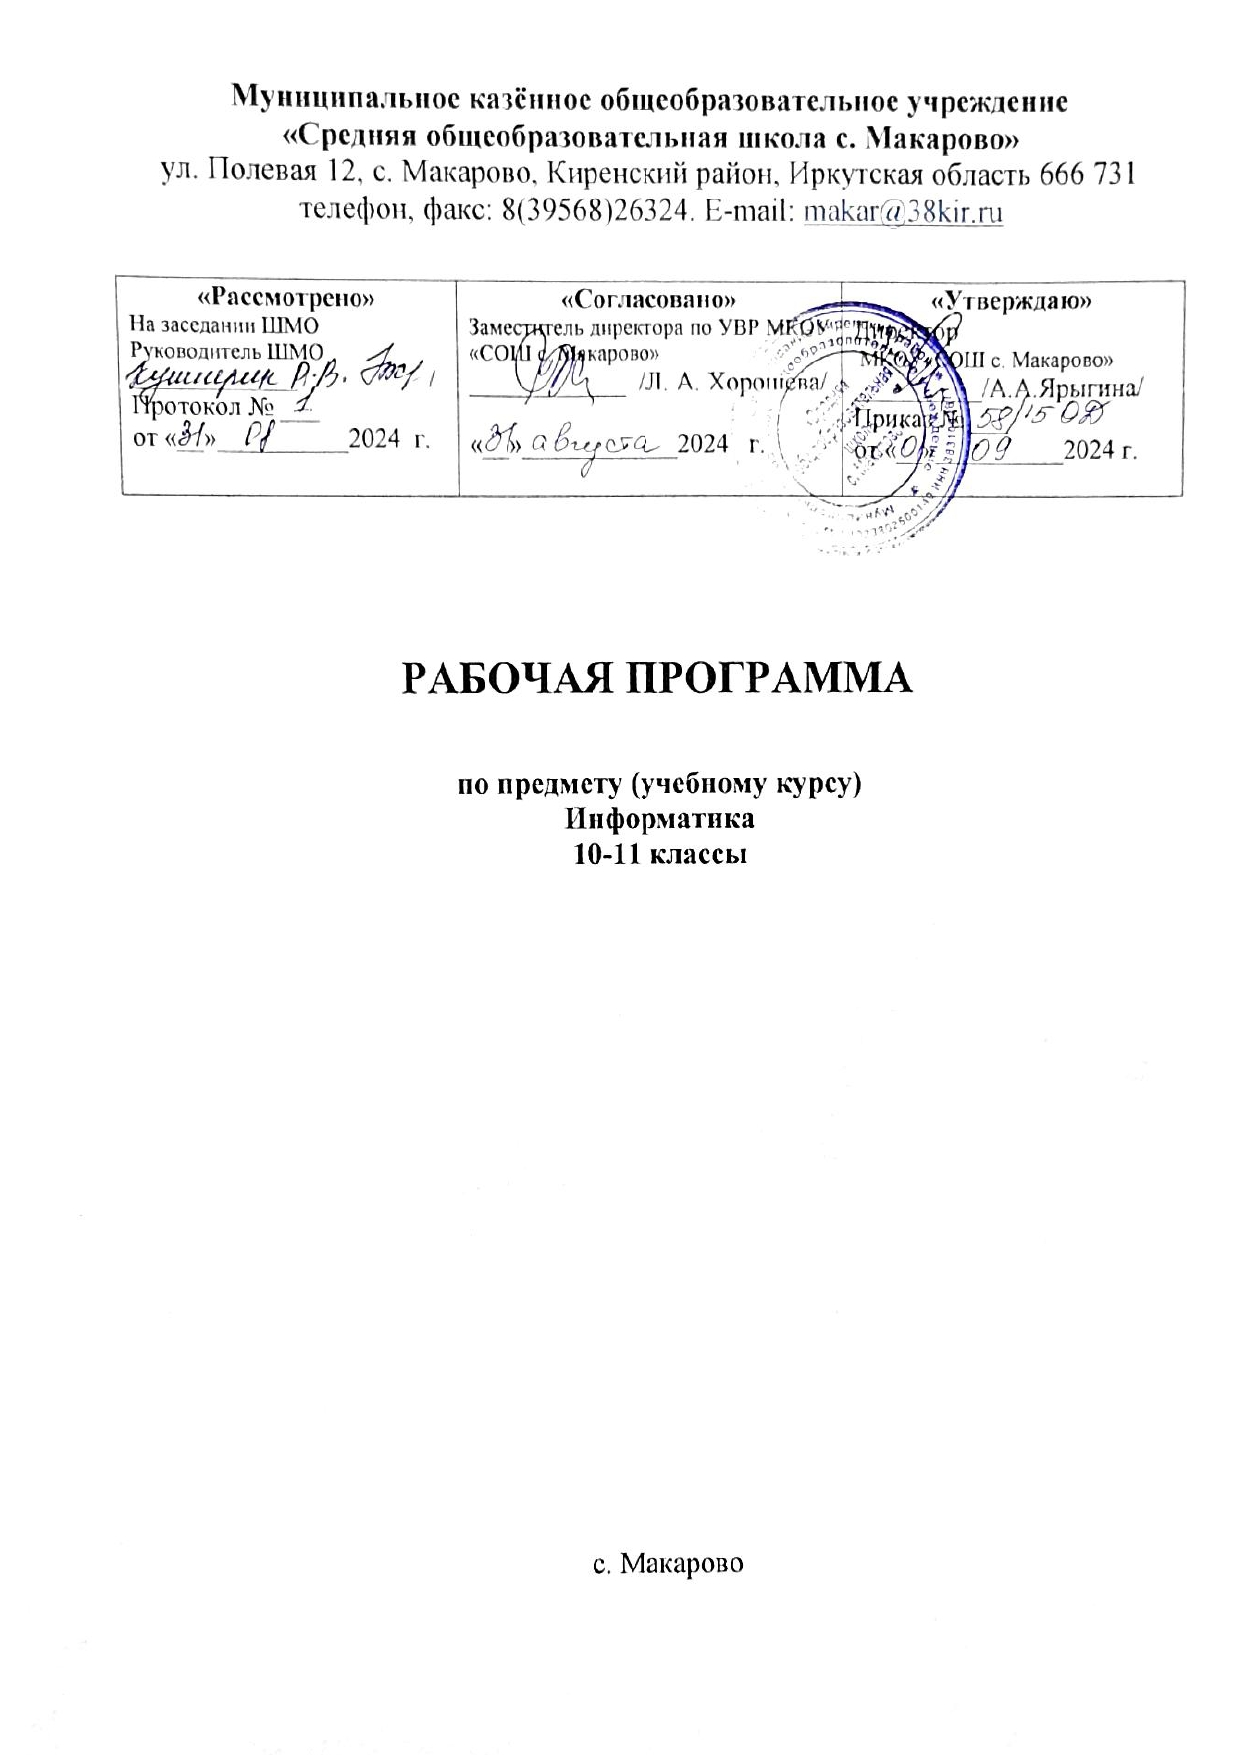 Муниципальное казённое общеобразовательное учреждение
«Средняя общеобразовательная школа с. Макарово»
ул. Полевая 12, с. Макарово, Киренский район, Иркутская область 666 731
телефон, факс: 8(39568)26324. E-mail: makar@38kir.ru
«Рассмотрено»
На заседании ШМО
Руководитель ШМО
Протокол № 1
от «31» 08 2024 г.
«Согласовано»
Заместитель директора по УВР МКОУ
«СОШ с. Макарово»
/Л. А. Хорошева/
«31» августа 2024 г.
«Утверждаю»
Директор
МКОУ «СОШ с. Макарово»
/А.А.Ярыгина/
Приказ № 58/15 ОД
от «01» 09 2024 г.
РАБОЧАЯ ПРОГРАММА
по предмету (учебному курсу)
Информатика
10-11 классы
с. Макарово